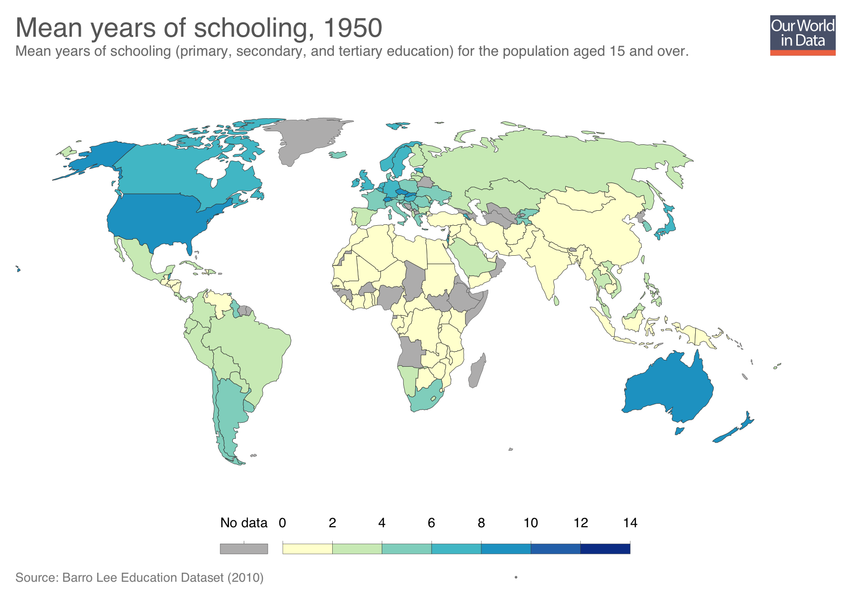 Mean years of schooling, 1950
Mean years of schooling (primary, secondary, and tertiary education) for the population aged 15 and over.
Our World
in Data
No data 0 2 4 6 8 10 12 14
Source: Barro Lee Education Dataset (2010)